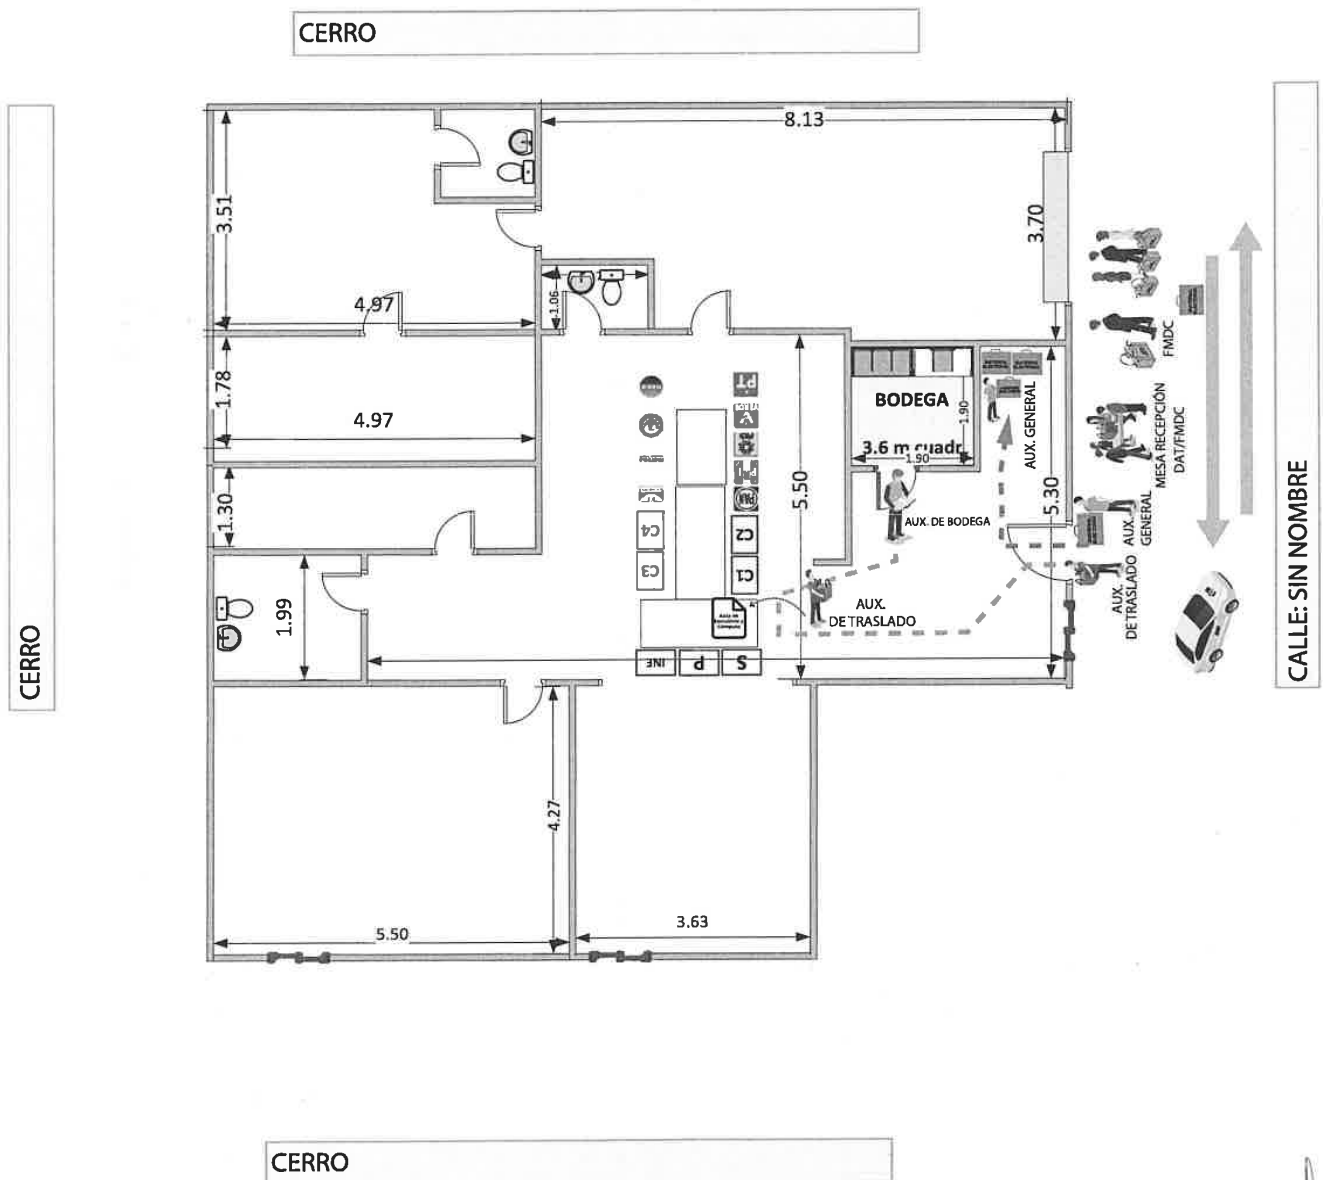 CERRO
CERRO
CALLE: SIN NOMBRE
8.13
3.51
3.70
4.97
1.06
1.78
4.97
1.30
1.99
5.50
PT
PAN
C4
C3
C2
C1
INE
P
S
BODEGA
1.90
3.6 m cuadr
1.90
AUX. GENERAL
5.30
AUX. DE BODEGA
AUX.
DETRASLADO
FMDC
MESA RECEPCIÓN
DAT/FMDC
AUX.
GENERAL
AUX.
DETRASLADO
4.27
5.50
3.63
CERRO